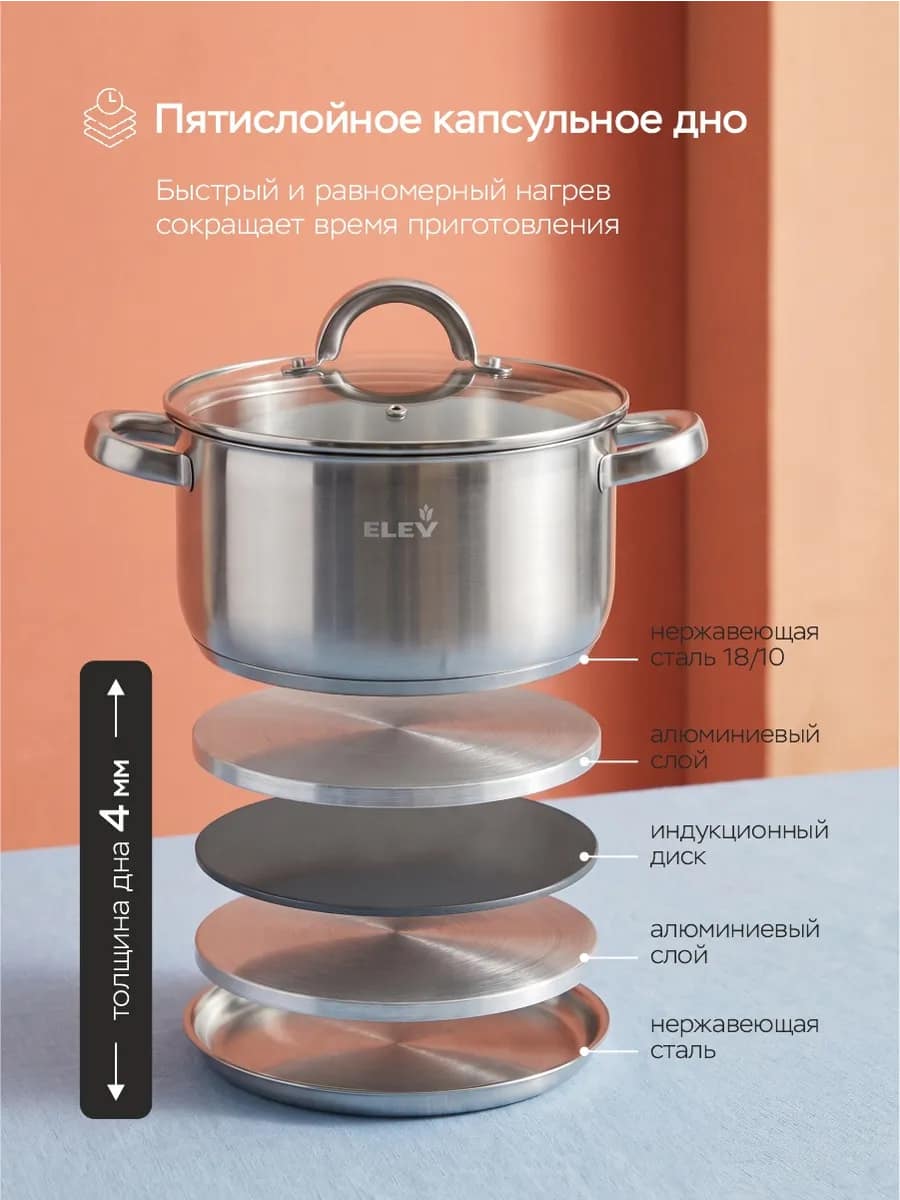 Пятислойное капсульное дно
Быстрый и равномерный нагрев
сокращает время приготовления
ELEV
нержавеющая
сталь 18/10
алюминиевый
слой
индукционный
диск
алюминиевый
слой
нержавеющая
сталь
толщина дна 4 мм